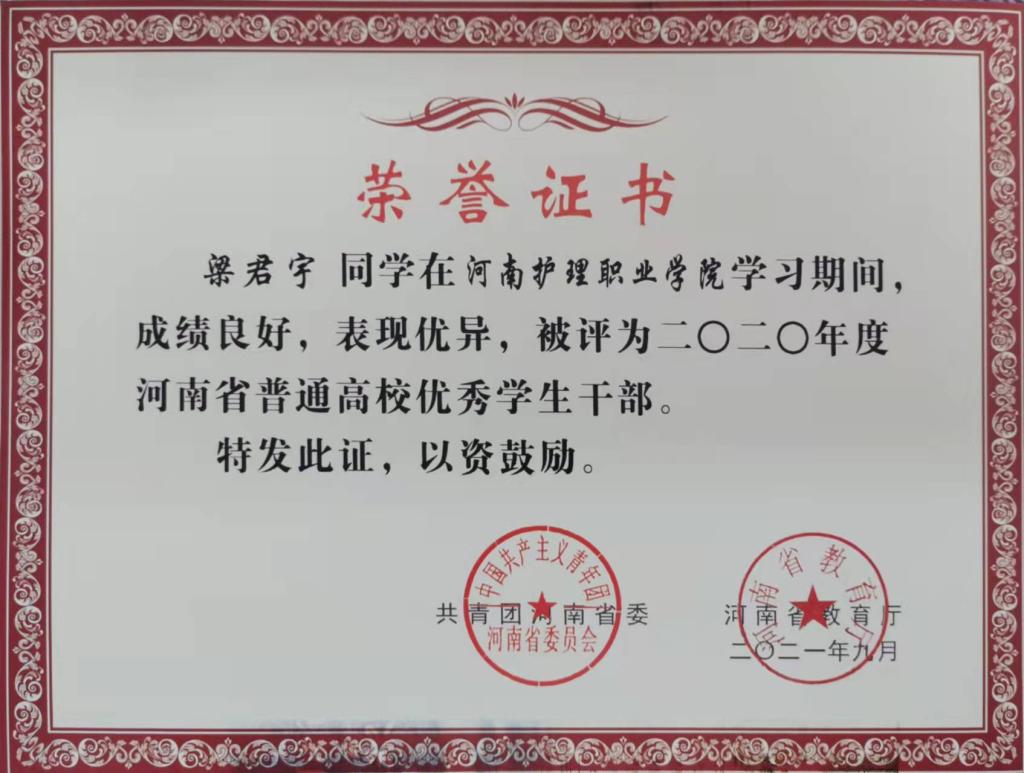 荣誉证书
梁君宇 同学在河南护理职业学院学习期间，
成绩良好，表现优异，被评为二〇二〇年度
河南省普通高校优秀学生干部。
特发此证，以资鼓励。
中国共产主义青年团
河南省委员会
共青团河南省委
河南省教育厅
河南省教育厅
二〇二一年九月